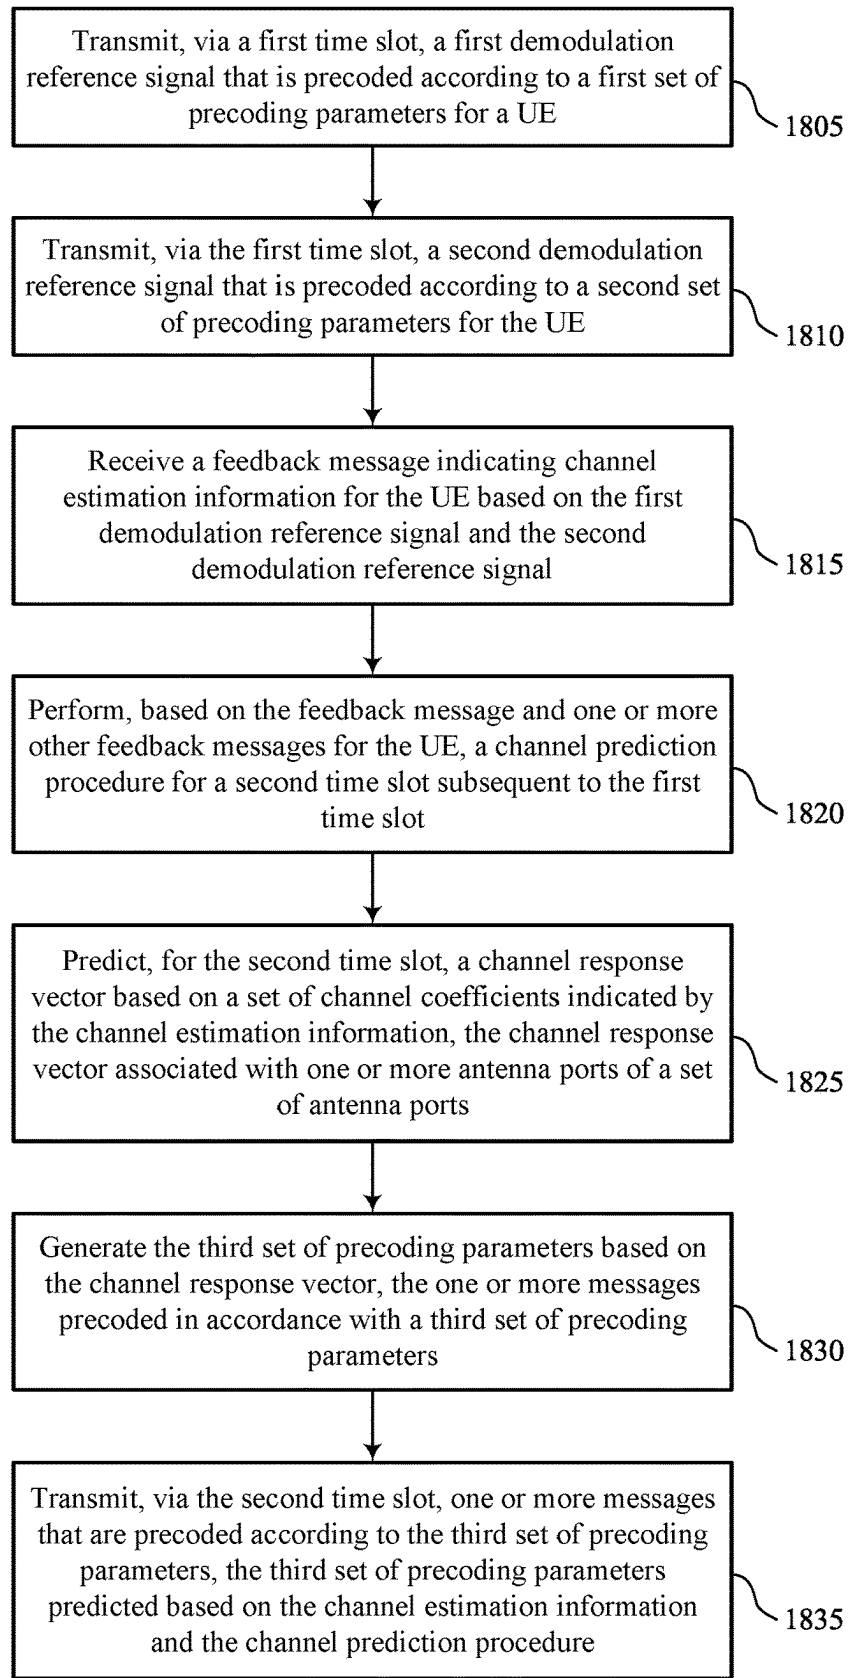 Transmit, via a first time slot, a first demodulation
reference signal that is precoded according to a first set of
precoding parameters for a UE
1805
Transmit, via the first time slot, a second demodulation
reference signal that is precoded according to a second set
of precoding parameters for the UE
1810
Receive a feedback message indicating channel
estimation information for the UE based on the first
demodulation reference signal and the second
demodulation reference signal
1815
Perform, based on the feedback message and one or more
other feedback messages for the UE, a channel prediction
procedure for a second time slot subsequent to the first
time slot
1820
Predict, for the second time slot, a channel response
vector based on a set of channel coefficients indicated by
the channel estimation information, the channel response
vector associated with one or more antenna ports of a set
of antenna ports
1825
Generate the third set of precoding parameters based on
the channel response vector, the one or more messages
precoded in accordance with a third set of precoding
parameters
1830
Transmit, via the second time slot, one or more messages
that are precoded according to the third set of precoding
parameters, the third set of precoding parameters
predicted based on the channel estimation information
and the channel prediction procedure
1835